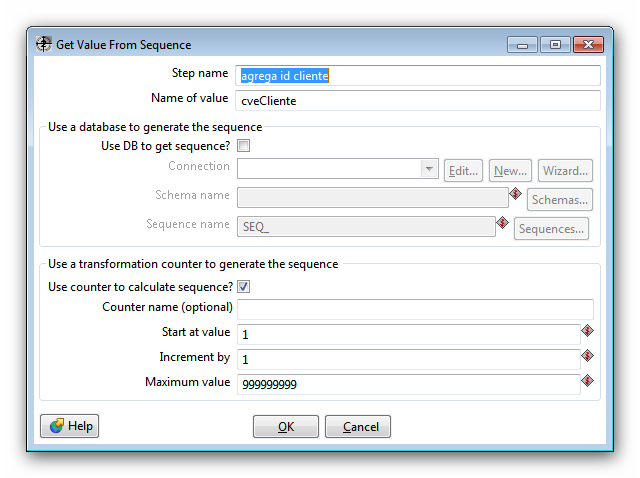 Get Value From Sequence
Step name agrega id cliente
Name of value cveCliente
Use a database to generate the sequence
Use DB to get sequence?
Connection Edit... New... Wizard...
Schema name Schemas...
Sequence name SEQ_ Sequences...
Use a transformation counter to generate the sequence
Use counter to calculate sequence?
Counter name (optional)
Start at value 1
Increment by 1
Maximum value 999999999
Help OK Cancel